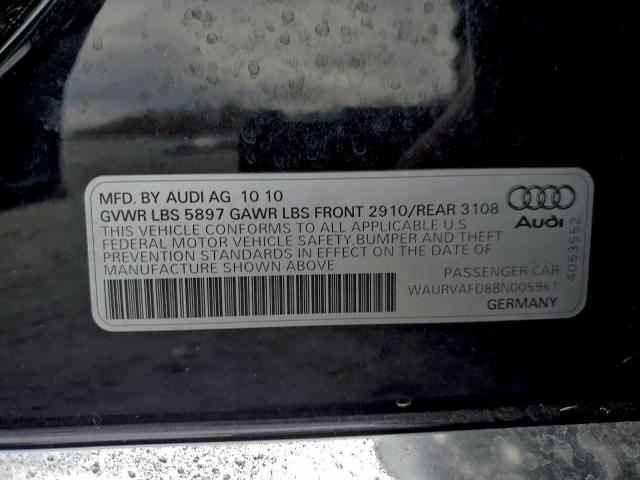 MFD. BY AUDI AG 10 10
GVWR LBS 5897 GAWR LBS FRONT 2910/REAR 3108
THIS VEHICLE CONFORMS TO ALL APPLICABLE U S
FEDERAL MOTOR VEHICLE SAFETY, BUMPER AND THEFT
PREVENTION STANDARDS IN EFFECT ON THE DATE OF
MANUFACTURE SHOWN ABOVE
Audi
4053552
PASSENGER CAR
WAURVAFD8BN005961
GERMANY